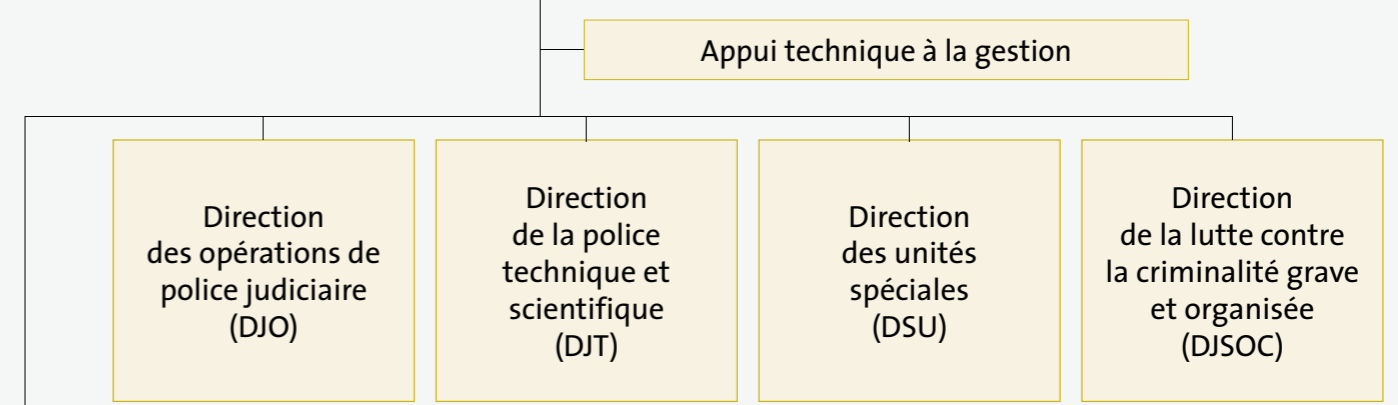 Appui technique à la gestion
Direction
des opérations de
police judiciaire
(DJO)
Direction
de la police
technique et
scientifique
(DJT)
Direction
des unités
spéciales
(DSU)
Direction
de la lutte contre
la criminalité grave
et organisée
(DJSOC)